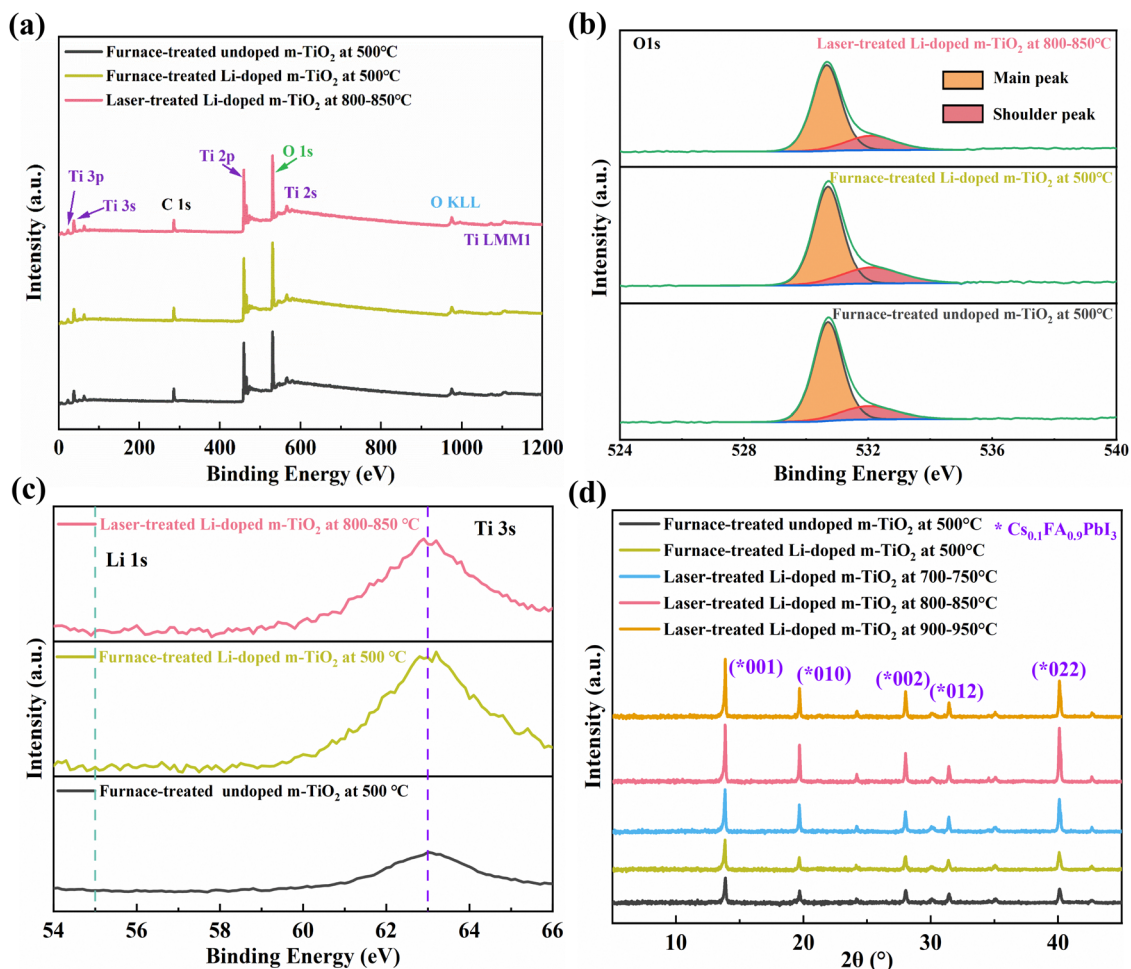 (a)
Furnace-treated undoped m-TiO₂ at 500°C
Furnace-treated Li-doped m-TiO₂ at 500°C
Laser-treated Li-doped m-TiO₂ at 800-850°C
Ti 3p
Ti 3s
C 1s
Ti 2p
O 1s
Ti 2s
O KLL
Ti LMM1
Intensity (a.u.)
0 200 400 600 800 1000 1200
Binding Energy (eV)
(b)
O1s
Laser-treated Li-doped m-TiO₂ at 800-850°C
Main peak
Shoulder peak
Furnace-treated Li-doped m-TiO₂ at 500°C
Furnace-treated undoped m-TiO₂ at 500°C
Intensity (a.u.)
524 528 532 536 540
Binding Energy (eV)
(c)
Laser-treated Li-doped m-TiO₂ at 800-850 °C
Li 1s
Ti 3s
Furnace-treated Li-doped m-TiO₂ at 500 °C
Furnace-treated undoped m-TiO₂ at 500 °C
Intensity (a.u.)
54 56 58 60 62 64 66
Binding Energy (eV)
(d)
Furnace-treated undoped m-TiO₂ at 500°C
Furnace-treated Li-doped m-TiO₂ at 500°C
Laser-treated Li-doped m-TiO₂ at 700-750°C
Laser-treated Li-doped m-TiO₂ at 800-850°C
Laser-treated Li-doped m-TiO₂ at 900-950°C
* Cs₀.₁FA₀.₉PbI₃
(*001)
(*010)
(*002)
(*012)
(*022)
Intensity (a.u.)
10 20 30 40
2θ (°)